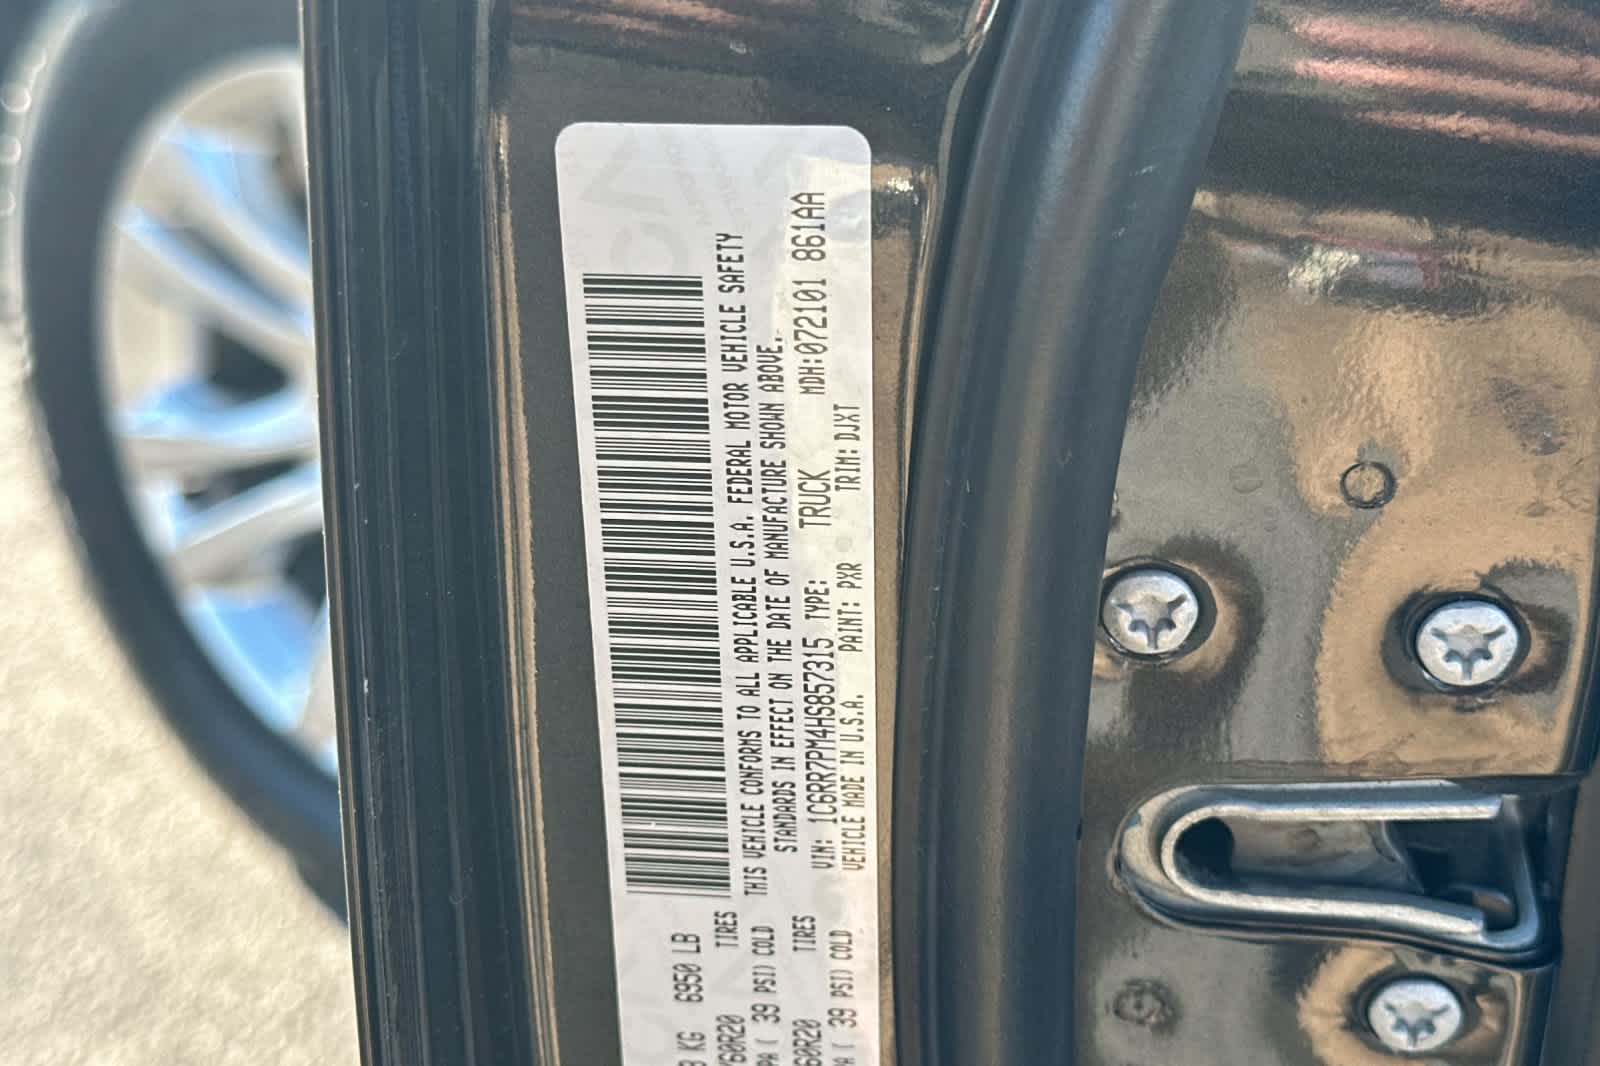 6950 LB
KG
60R20 TIRES
39 PSI) COLD
60R20 TIRES
39 PSI) COLD
THIS VEHICLE CONFORMS TO ALL APPLICABLE U.S.A. FEDERAL MOTOR VEHICLE SAFETY
STANDARDS IN EFFECT ON THE DATE OF MANUFACTURE SHOWN ABOVE.
VIN: 1C6RR7PM4HS857315 TYPE: TRUCK MDH:072101 861AA
VEHICLE MADE IN U.S.A. PAINT: PXR TRIM: DJXT